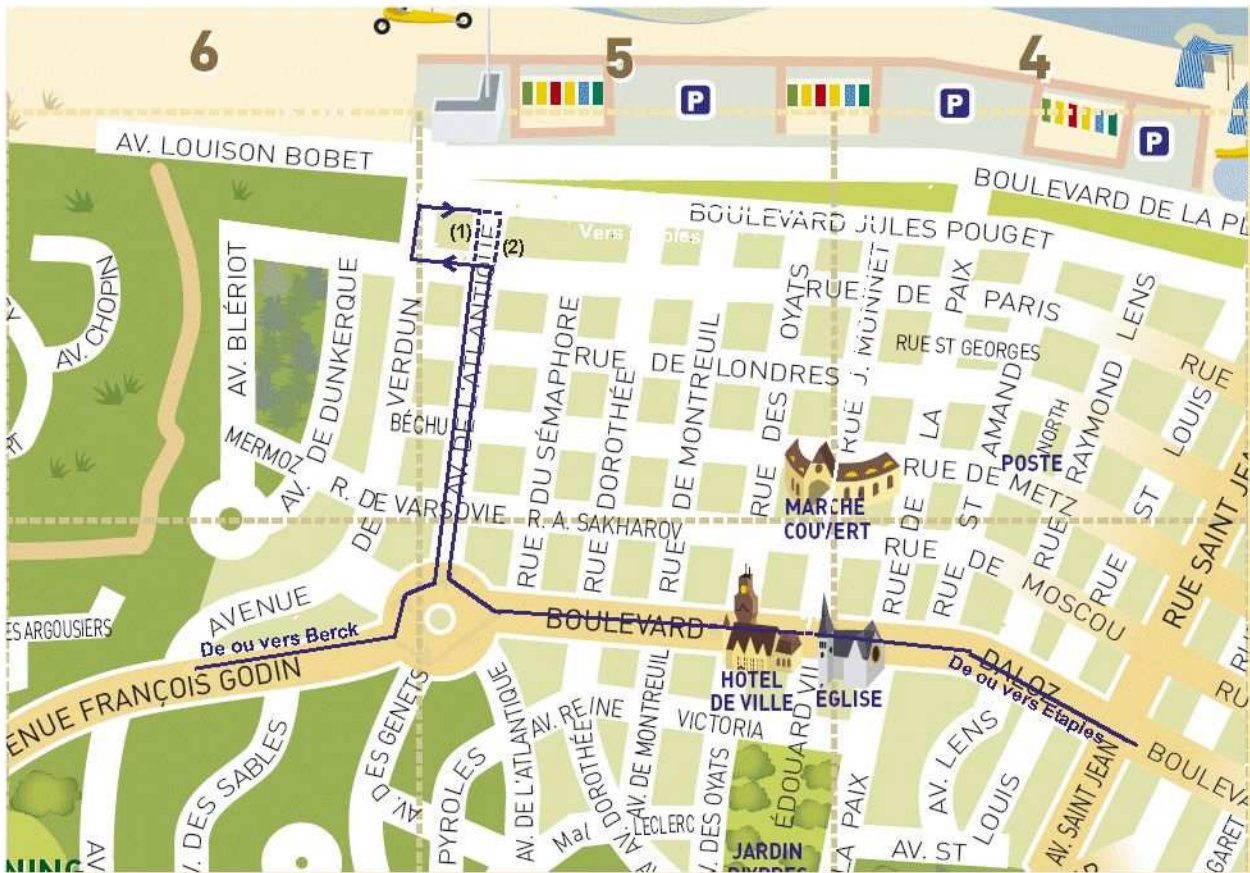 6
5
4
P
P
P
AV. LOUISON BOBET
BOULEVARD DE LA PL
BOULEVARD JULES POUGET
Vers Etaples
(1)
(2)
AV. CHOPIN
AV. BLÉRIOT
AV. DE DUNKERQUE
AV. DE VERDUN
AV. DE L'ATLANTIQUE
RUE DU SÉMAPHORE
RUE DOROTHÉE
RUE DE MONTREUIL
RUE DES OYATS
RUE J. MONNET
RUE DE PARIS
RUE ST GEORGES
RUE DE LONDRES
RUE DE LA PAIX
RUE ST AMAND
NORTH
RUE RAYMOND LENS
RUE ST LOUIS
RUE
RUE SAINT JEA
BÉCHU
MERMOZ
R. DE VARSOVIE
R. A. SAKHAROV
MARCHÉ
COUVERT
POSTE
RUE DE METZ
RUE DE MOSCOU
AVENUE
ES ARGOUSIERS
De ou vers Berck
ENUE FRANÇOIS GODIN
BOULEVARD
DALOZ
De ou vers Etaples
BOULEVA
HÔTEL
DE VILLE
ÉGLISE
AV. DES GENETS
DES SABLES
PYROLES
AV. DE L'ATLANTIQUE
AV. REINE VICTORIA
AV. DOROTHÉE
AV. DE MONTREUIL
Mal LECLERC
DES OYATS
ÉDOUARD VII
LA PAIX
AV. LENS
LOUIS
AV. ST
AV. SAINT JEAN
GARET
AV
JARDIN
NING